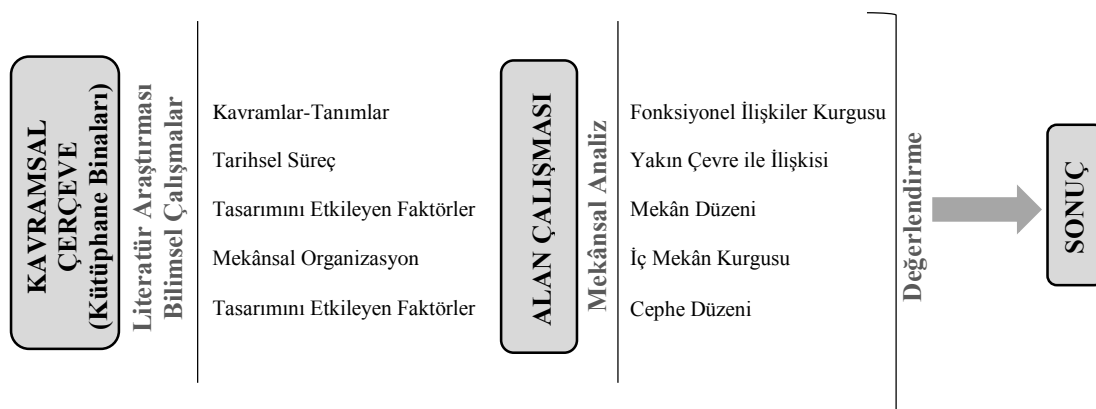 KAVRAMSAL
ÇERÇEVE
(Kütüphane Binaları)
Literatür Araştırması
Bilimsel Çalışmalar
Kavramlar-Tanımlar
Tarihsel Süreç
Tasarımını Etkileyen Faktörler
Mekânsal Organizasyon
Tasarımını Etkileyen Faktörler
ALAN ÇALIŞMASI
Mekânsal Analiz
Fonksiyonel İlişkiler Kurgusu
Yakın Çevre ile İlişkisi
Mekân Düzeni
İç Mekân Kurgusu
Cephe Düzeni
Değerlendirme
SONUÇ